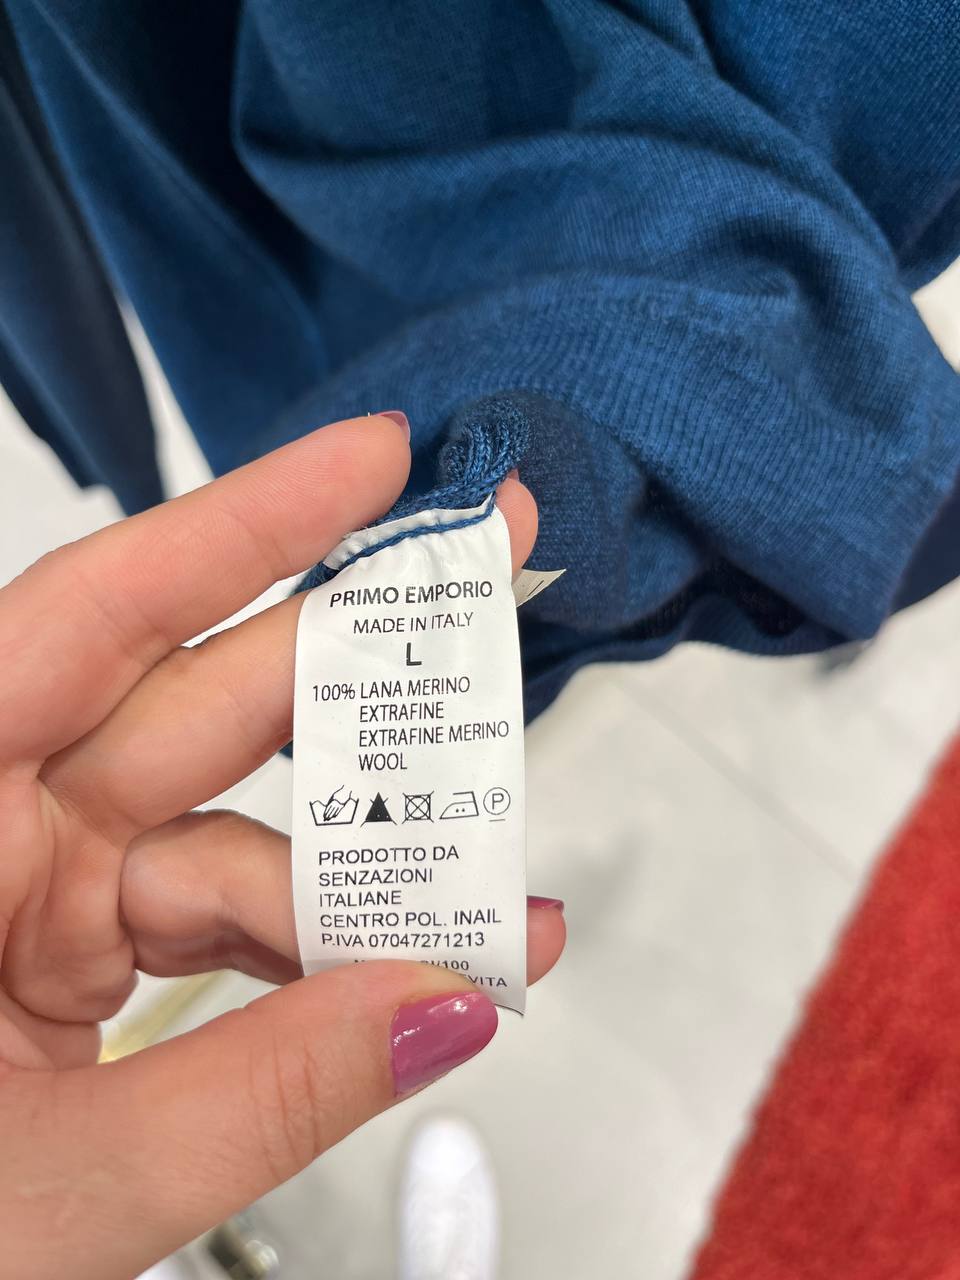 PRIMO EMPORIO
MADE IN ITALY
L
100% LANA MERINO
EXTRAFINE
EXTRAFINE MERINO
WOOL
P
PRODOTTO DA
SENZAZIONI
ITALIANE
CENTRO POL. INAIL
P.IVA 07047271213